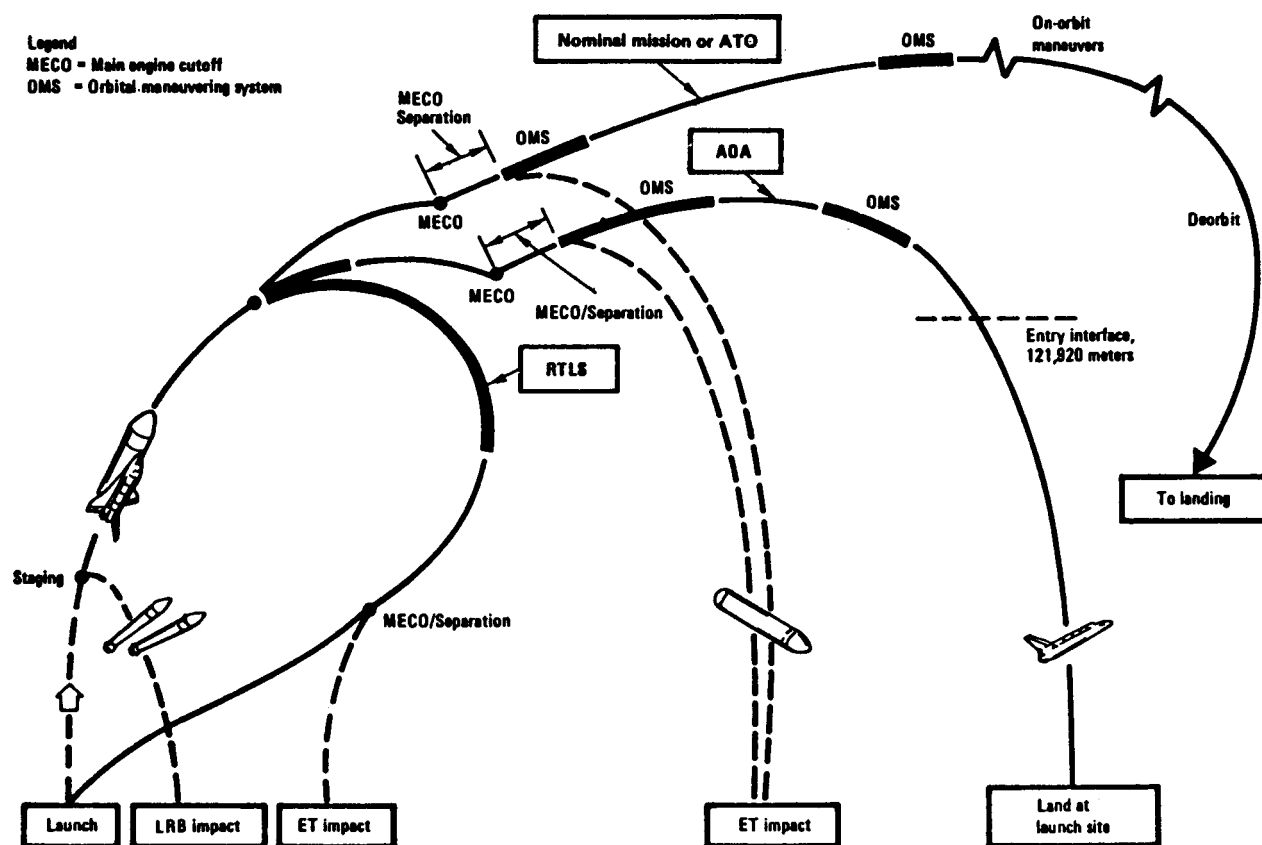 Legend
MECO = Main engine cutoff
OMS = Orbital maneuvering system
Nominal mission or ATO
OMS
On-orbit
maneuvers
MECO
Separation
OMS
AOA
MECO
OMS
OMS
Deorbit
MECO
MECO/Separation
Entry interface,
121,920 meters
RTLS
To landing
Staging
MECO/Separation
Launch
LRB impact
ET impact
ET impact
Land at
launch site